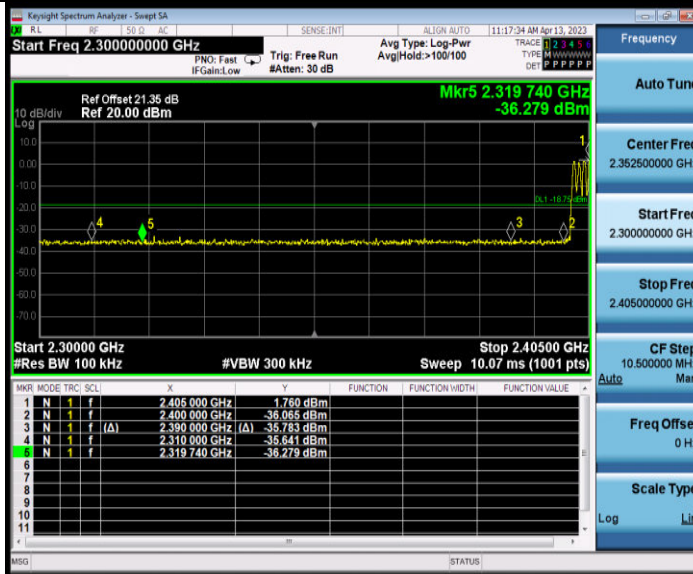 Keysight Spectrum Analyzer - Swept SA
RL RF 50 Ω AC SENSE:INT ALIGN AUTO 11:17:34 AM Apr 13, 2023
Start Freq 2.300000000 GHz
PNO: Fast
IFGain:Low
Trig: Free Run
#Atten: 30 dB
Avg Type: Log-Pwr
Avg|Hold:>100/100
TRACE 1 2 3 4 5 6
TYPE MWWWWW
DET P P P P P P
Ref Offset 21.35 dB
10 dB/div Ref 20.00 dBm
Log
Mkr5 2.319 740 GHz
-36.279 dBm
10.0
0.00
-10.0
-20.0
-30.0
-40.0
-50.0
-60.0
-70.0
1
DL1 -18.75 dBm
4
5
3
2
Start 2.30000 GHz Stop 2.40500 GHz
#Res BW 100 kHz #VBW 300 kHz Sweep 10.07 ms (1001 pts)
MKR MODE TRC SCL X Y FUNCTION FUNCTION WIDTH FUNCTION VALUE
1 N 1 f 2.405 000 GHz 1.760 dBm
2 N 1 f 2.400 000 GHz -36.065 dBm
3 N 1 f (Δ) 2.390 000 GHz (Δ) -35.783 dBm
4 N 1 f 2.310 000 GHz -35.641 dBm
5 N 1 f 2.319 740 GHz -36.279 dBm
6
7
8
9
10
11
MSG STATUS
Frequency
Auto Tune
Center Freq
2.352500000 GH
Start Freq
2.300000000 GH
Stop Freq
2.405000000 GH
CF Step
10.500000 MH
Auto Man
Freq Offse
0 H
Scale Type
Log Lin